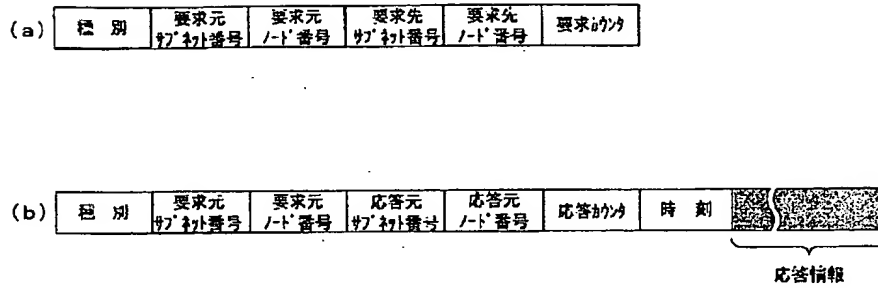 (a) 種 別 要求元 サブネット番号 要求元 ノード番号 要求先 サブネット番号 要求先 ノード番号 要求カウンタ
(b) 種 別 要求元 サブネット番号 要求元 ノード番号 応答元 サブネット番号 応答元 ノード番号 応答カウンタ 時 刻
応答情報